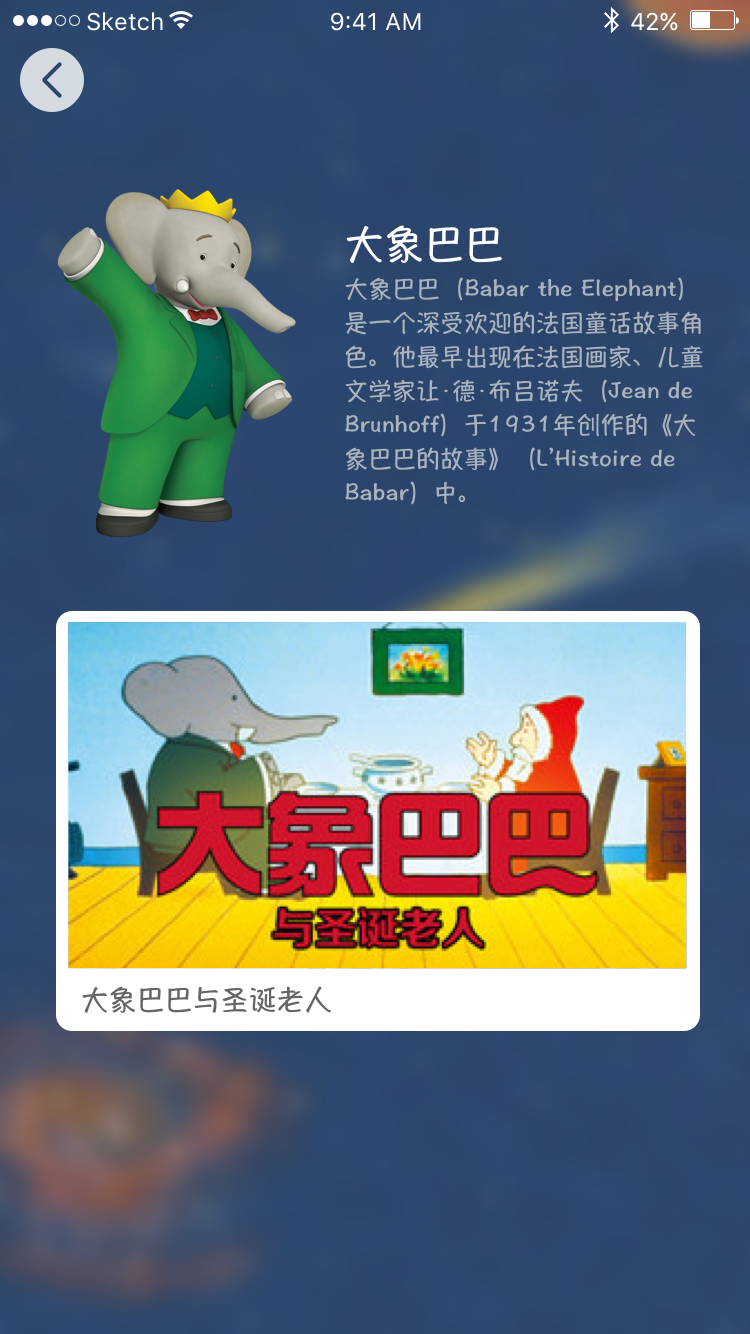 Sketch 9:41 AM 42%
大象巴巴
大象巴巴（Babar the Elephant）
是一个深受欢迎的法国童话故事角
色。他最早出现在法国画家、儿童
文学家让·德·布吕诺夫（Jean de
Brunhoff）于1931年创作的《大
象巴巴的故事》（L’Histoire de
Babar）中。
大象巴巴
与圣诞老人
大象巴巴与圣诞老人